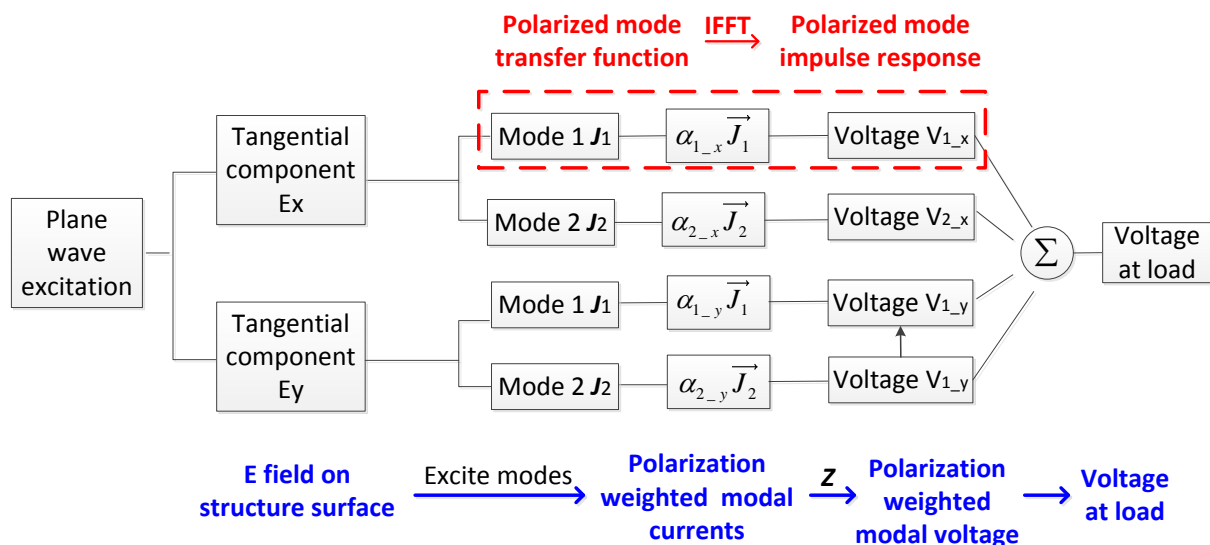 Polarized mode
transfer function
IFFT
Polarized mode
impulse response
Plane
wave
excitation
Tangential
component
Ex
Tangential
component
Ey
Mode 1 J1
α1_x J1
Voltage V1_x
Mode 2 J2
α2_x J2
Voltage V2_x
Mode 1 J1
α1_y J1
Voltage V1_y
Mode 2 J2
α2_y J2
Voltage V1_y
Σ
Voltage
at load
E field on
structure surface
Excite modes
Polarization
weighted modal
currents
Z
Polarization
weighted
modal voltage
Voltage
at load